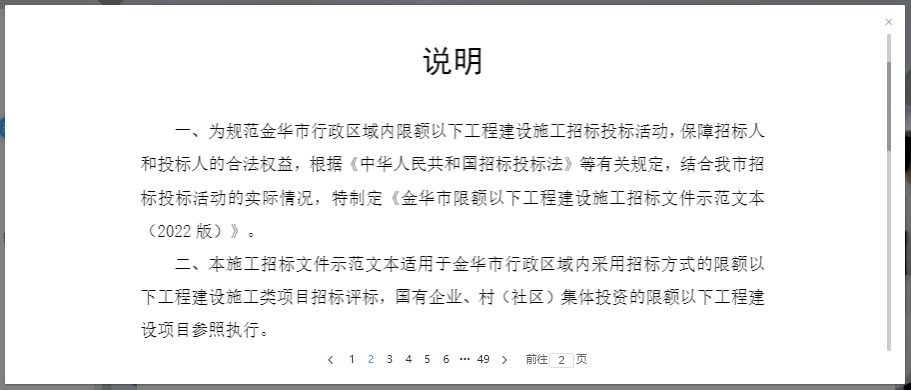 说明
一、为规范金华市行政区域内限额以下工程建设施工招标投标活动，保障招标人
和投标人的合法权益，根据《中华人民共和国招标投标法》等有关规定，结合我市招
标投标活动的实际情况，特制定《金华市限额以下工程建设施工招标文件示范文本
（2022 版）》。
二、本施工招标文件示范文本适用于金华市行政区域内采用招标方式的限额以
下工程建设施工类项目招标评标，国有企业、村（社区）集体投资的限额以下工程建
设项目参照执行。
1 2 3 4 5 6 ··· 49 前往 2 页